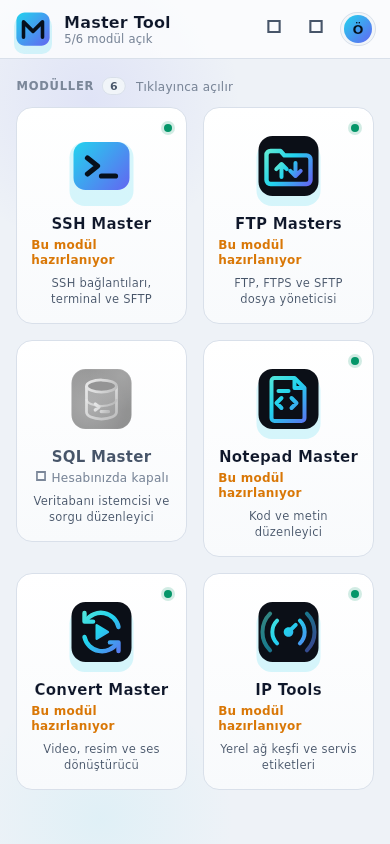 Master Tool
5/6 modül açık
Ö
MODÜLLER 6 Tıklayınca açılır
SSH Master
Bu modül
hazırlanıyor
SSH bağlantıları,
terminal ve SFTP
FTP Masters
Bu modül
hazırlanıyor
FTP, FTPS ve SFTP
dosya yöneticisi
SQL Master
Hesabınızda kapalı
Veritabanı istemcisi ve
sorgu düzenleyici
Notepad Master
Bu modül
hazırlanıyor
Kod ve metin
düzenleyici
Convert Master
Bu modül
hazırlanıyor
Video, resim ve ses
dönüştürücü
IP Tools
Bu modül
hazırlanıyor
Yerel ağ keşfi ve servis
etiketleri